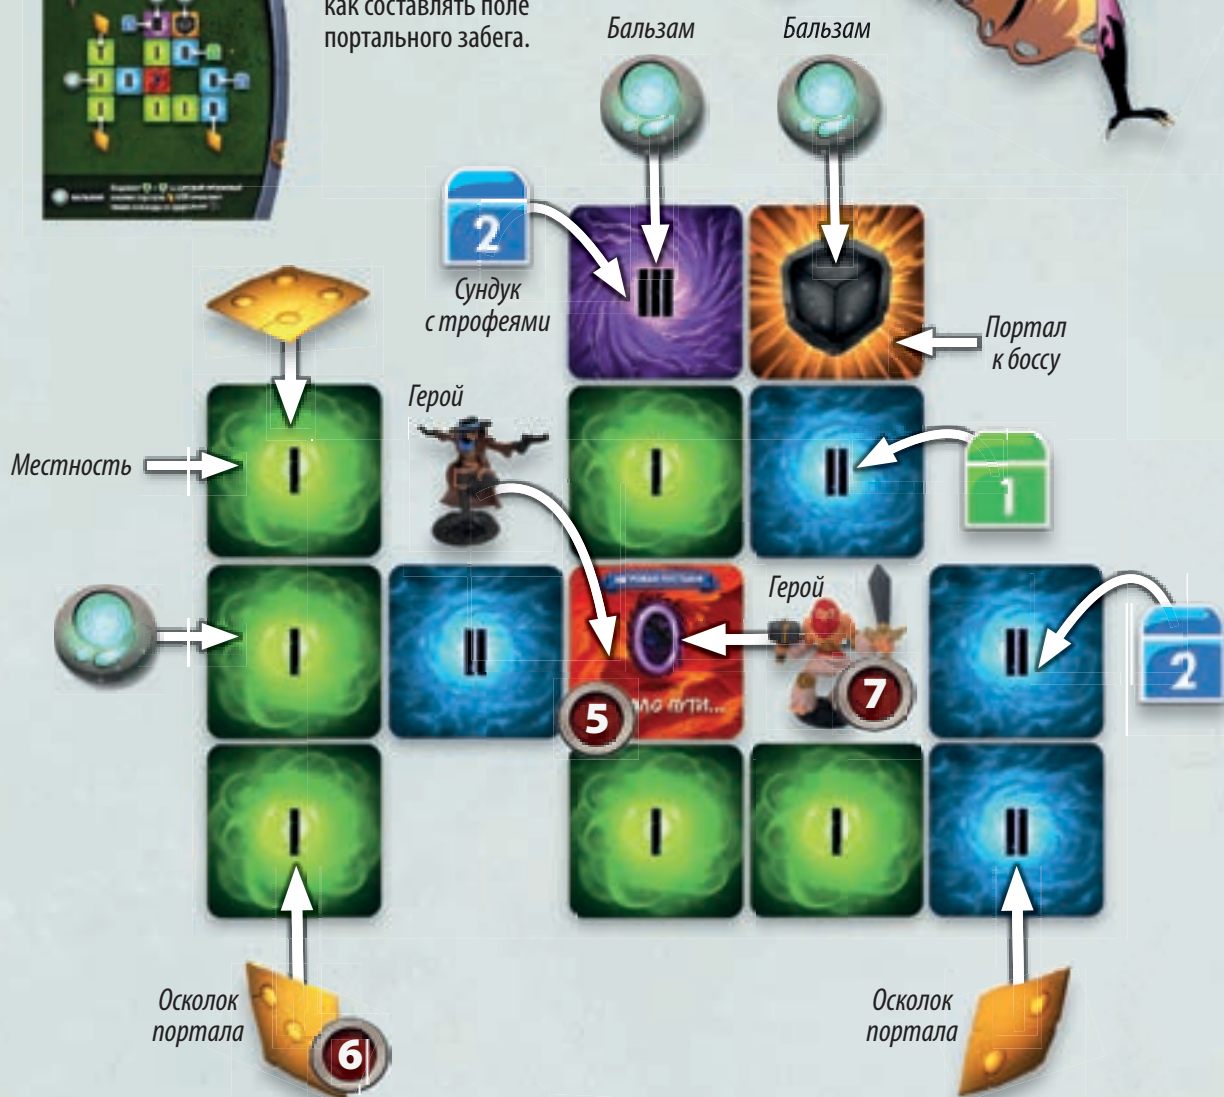 как составлять поле
портального забега.
Бальзам
Бальзам
2
Сундук
с трофеями
III
Портал
к боссу
Герой
Местность
I
I
II
1
I
II
Герой
5
7
II
2
I
I
I
II
Осколок
портала
6
Осколок
портала